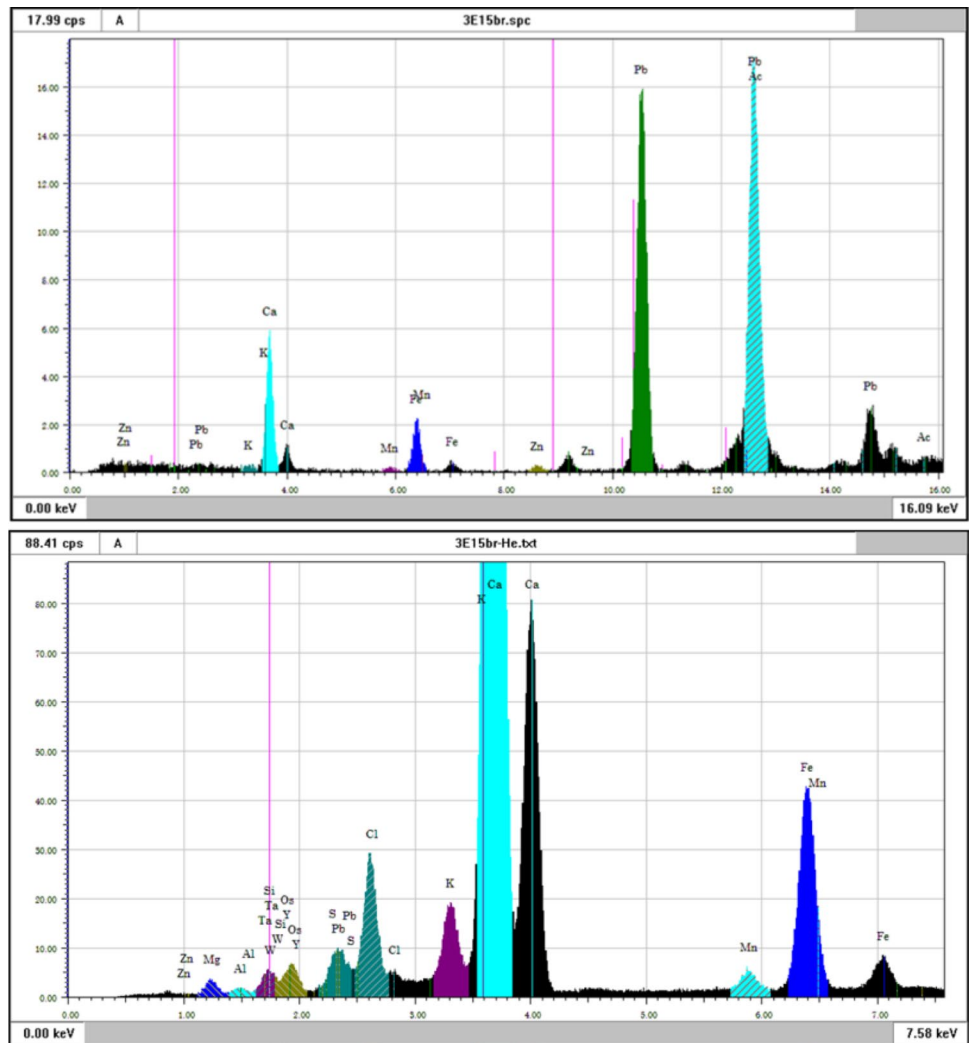 17.99 cps A 3E15br.spc
Pb
Pb
Ac
16.00
14.00
12.00
10.00
8.00
6.00
4.00
2.00
0.00
Ca
K
Mn
Fe
Pb
Ca
Zn
Zn
Pb
Pb
K
Mn
Fe
Zn
Zn
Ac
0.00 2.00 4.00 6.00 8.00 10.00 12.00 14.00 16.00
0.00 keV 16.09 keV
88.41 cps A 3E15br-He.txt
80.00
70.00
60.00
50.00
40.00
30.00
20.00
10.00
0.00
Ca Ca
K
Fe
Mn
Cl
Si
Ta Os
Y
Ta Si
W Os
Y
W
S Pb
Pb S
K
Zn
Zn
Mg
Al
Al
Cl
Mn
Fe
0.00 1.00 2.00 3.00 4.00 5.00 6.00 7.00
0.00 keV 7.58 keV